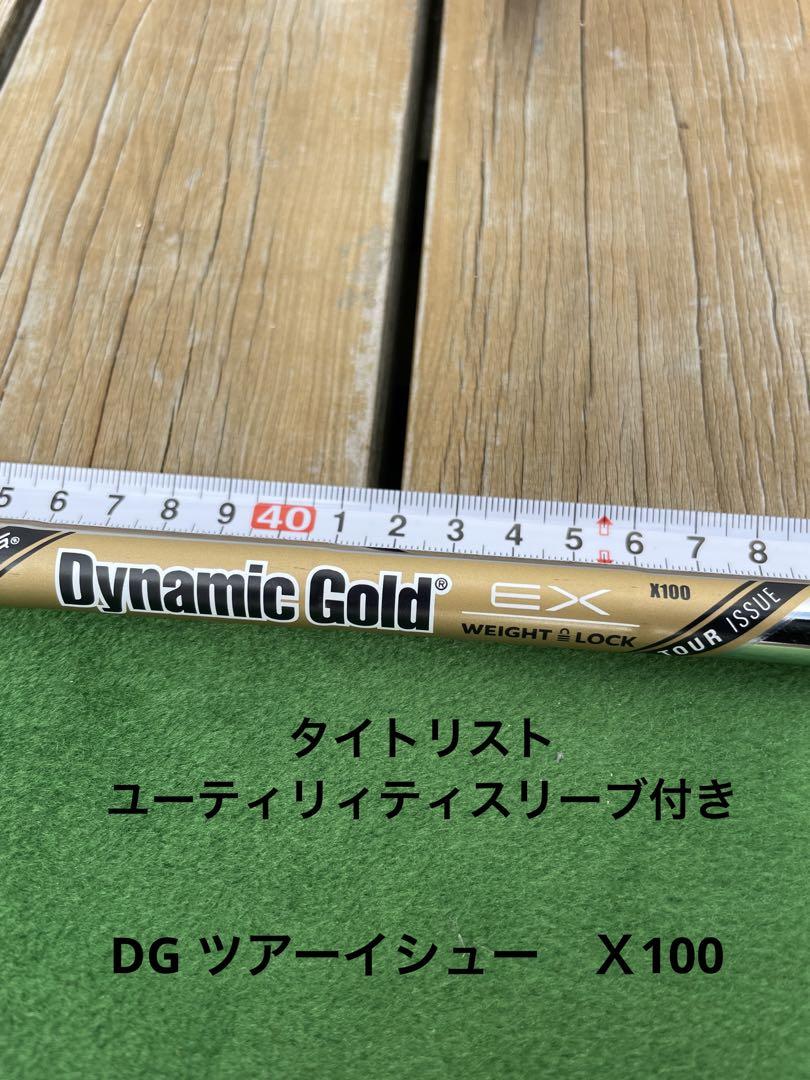 5 6 7 8 9 40 1 2 3 4 5 6 7 8
Dynamic Gold® EX X100
WEIGHT LOCK TOUR ISSUE
タイトリスト
ユーティリィティスリーブ付き
DG ツアーイシュー　X100